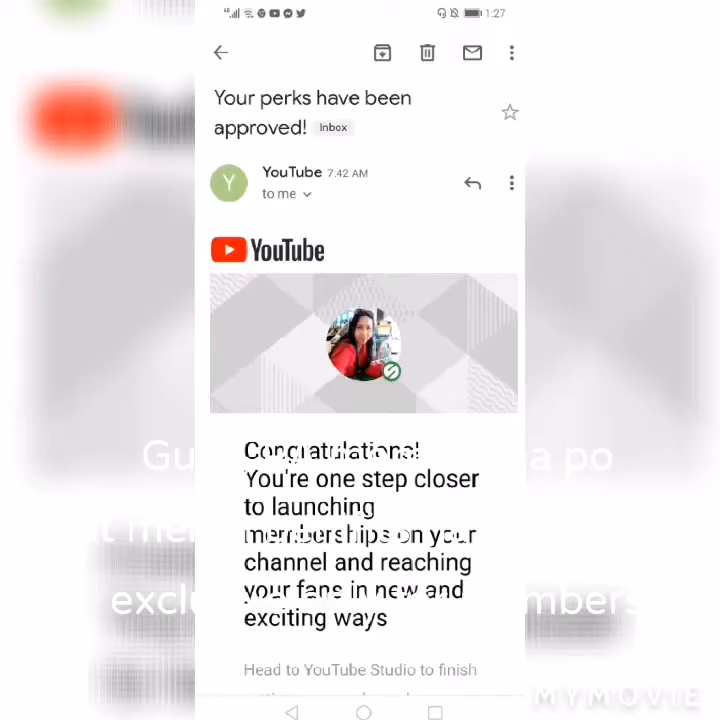 1:27
Your perks have been
approved! Inbox
Y
YouTube 7:42 AM
to me
YouTube
Congratulations!
You're one step closer
to launching
memberships on your
channel and reaching
your fans in new and
exciting ways
po
Head to YouTube Studio to finish
MYMOVIE